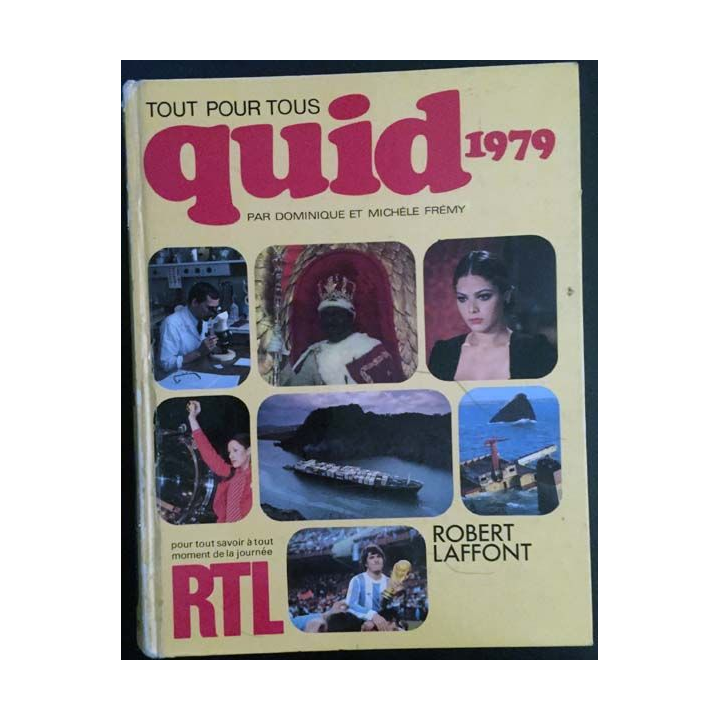 TOUT POUR TOUS
quid 1979
PAR DOMINIQUE ET MICHÈLE FRÉMY
pour tout savoir à tout
moment de la journée
RTL
ROBERT
LAFFONT